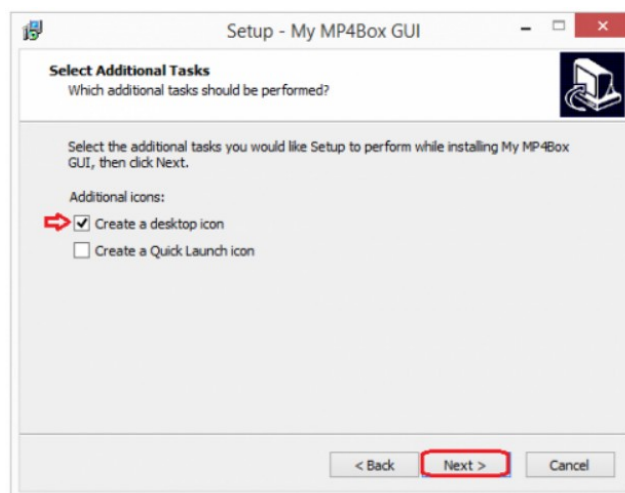 Setup - My MP4Box GUI
Select Additional Tasks
Which additional tasks should be performed?
Select the additional tasks you would like Setup to perform while installing My MP4Box
GUI, then click Next.
Additional icons:
Create a desktop icon
Create a Quick Launch icon
< Back Next > Cancel